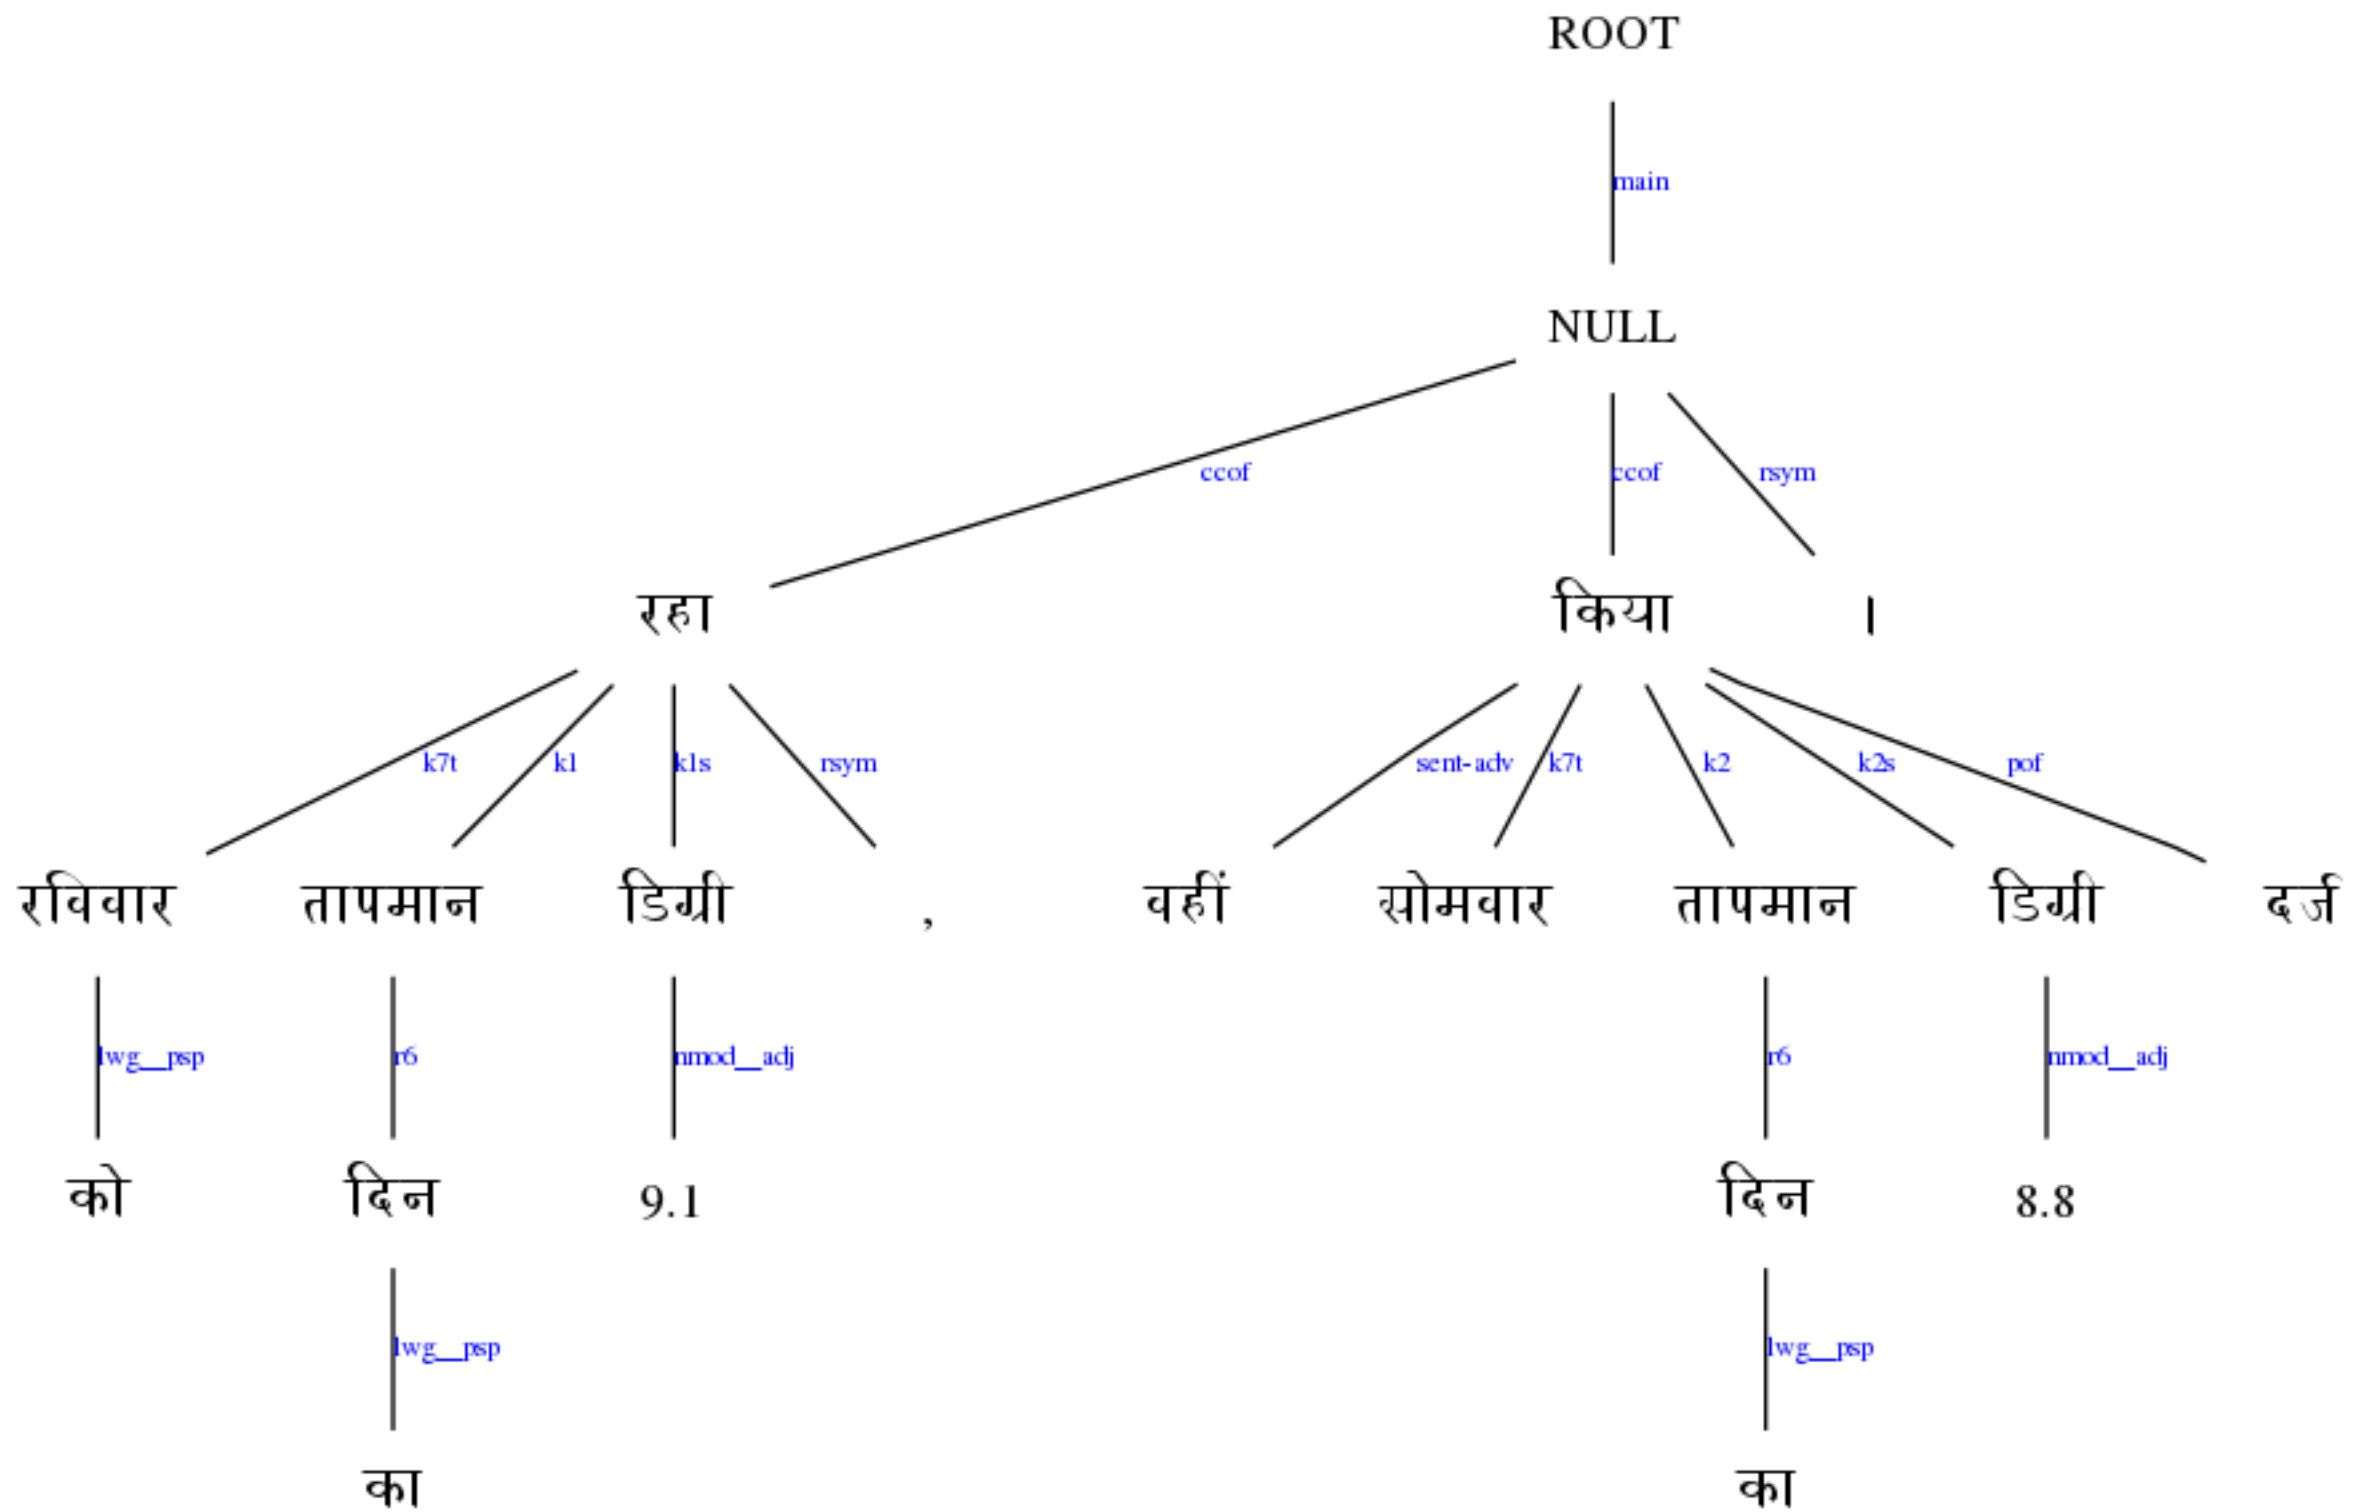 ROOT
main
NULL
ccof ccof rsym
रहा किया ।
k7t k1 k1s rsym sent-adv k7t k2 k2s pof
रविवार तापमान डिग्री , वहीं सोमवार तापमान डिग्री दर्ज
lwg__psp r6 nmod__adj r6 nmod__adj
को दिन 9.1 दिन 8.8
lwg__psp lwg__psp
का का